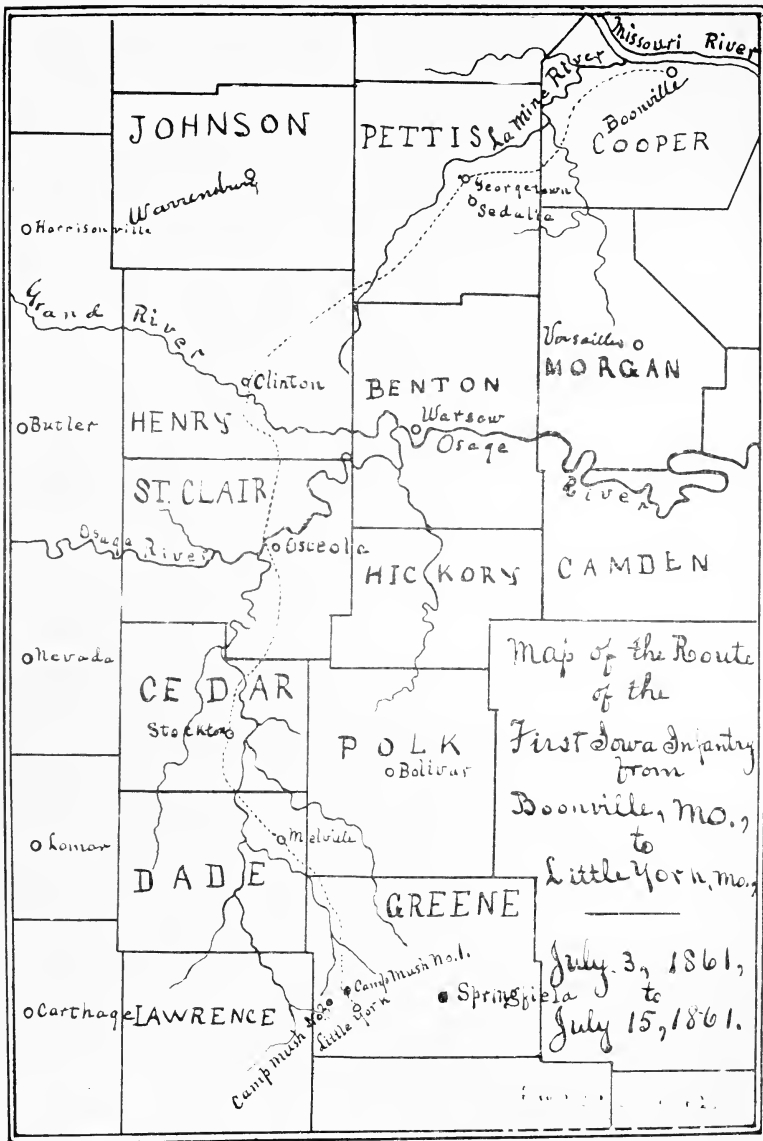 Missouri River
La Mine River
JOHNSON
PETTIS
Boonville
COOPER
Warrensburg
Georgetown
Sedalia
Harrisonville
Grand River
Versailles
MORGAN
Clinton
BENTON
Butler
HENRY
Warsaw
Osage
River
ST. CLAIR
Osage River
Osceola
HICKORY
CAMDEN
Nevada
CEDAR
Stockton
POLK
Bolivar
Map of the Route
of the
First Iowa Infantry
from
Boonville, Mo.,
to
Little York, Mo.,
July 3, 1861,
to
July 15, 1861.
Lamar
Melville
DADE
GREENE
Camp Mush No. 1.
Springfield
Carthage
LAWRENCE
Camp Mush No. 2
Little York